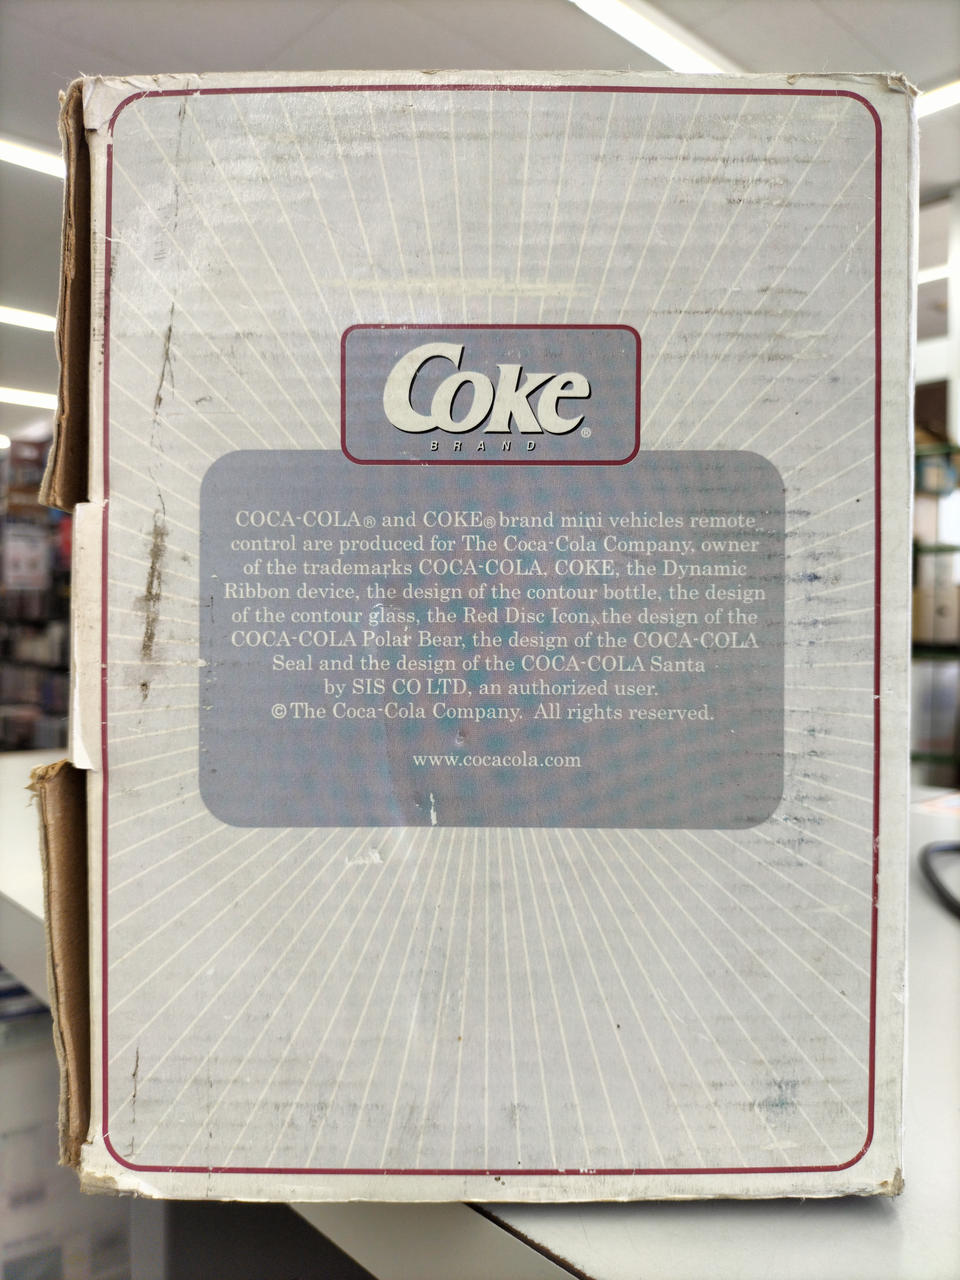 Coke®
BRAND
COCA-COLA® and COKE® brand mini vehicles remote
control are produced for The Coca-Cola Company, owner
of the trademarks COCA-COLA, COKE, the Dynamic
Ribbon device, the design of the contour bottle, the design
of the contour glass, the Red Disc Icon, the design of the
COCA-COLA Polar Bear, the design of the COCA-COLA
Seal and the design of the COCA-COLA Santa
by SIS CO LTD, an authorized user.
© The Coca-Cola Company. All rights reserved.
www.cocacola.com